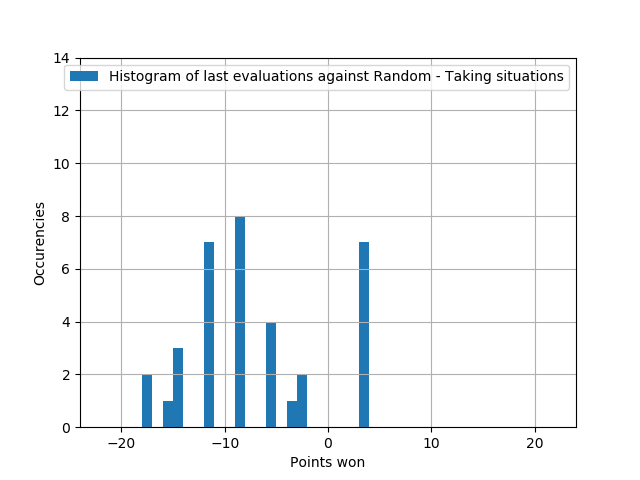 Histogram of last evaluations against Random - Taking situations
14
12
10
8
6
4
2
0
Occurencies
−20 −10 0 10 20
Points won